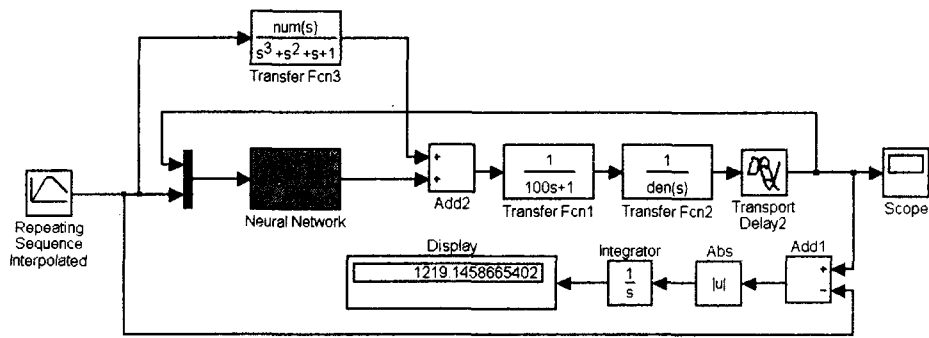 num(s)
s³+s²+s+1
Transfer Fcn3
+
+
Add2
1
100s+1
Transfer Fcn1
1
den(s)
Transfer Fcn2
Transport
Delay2
Scope
Neural Network
Repeating
Sequence
Interpolated
Display
1219.1458665402
Integrator
1
s
Abs
|u|
Add1
+
−